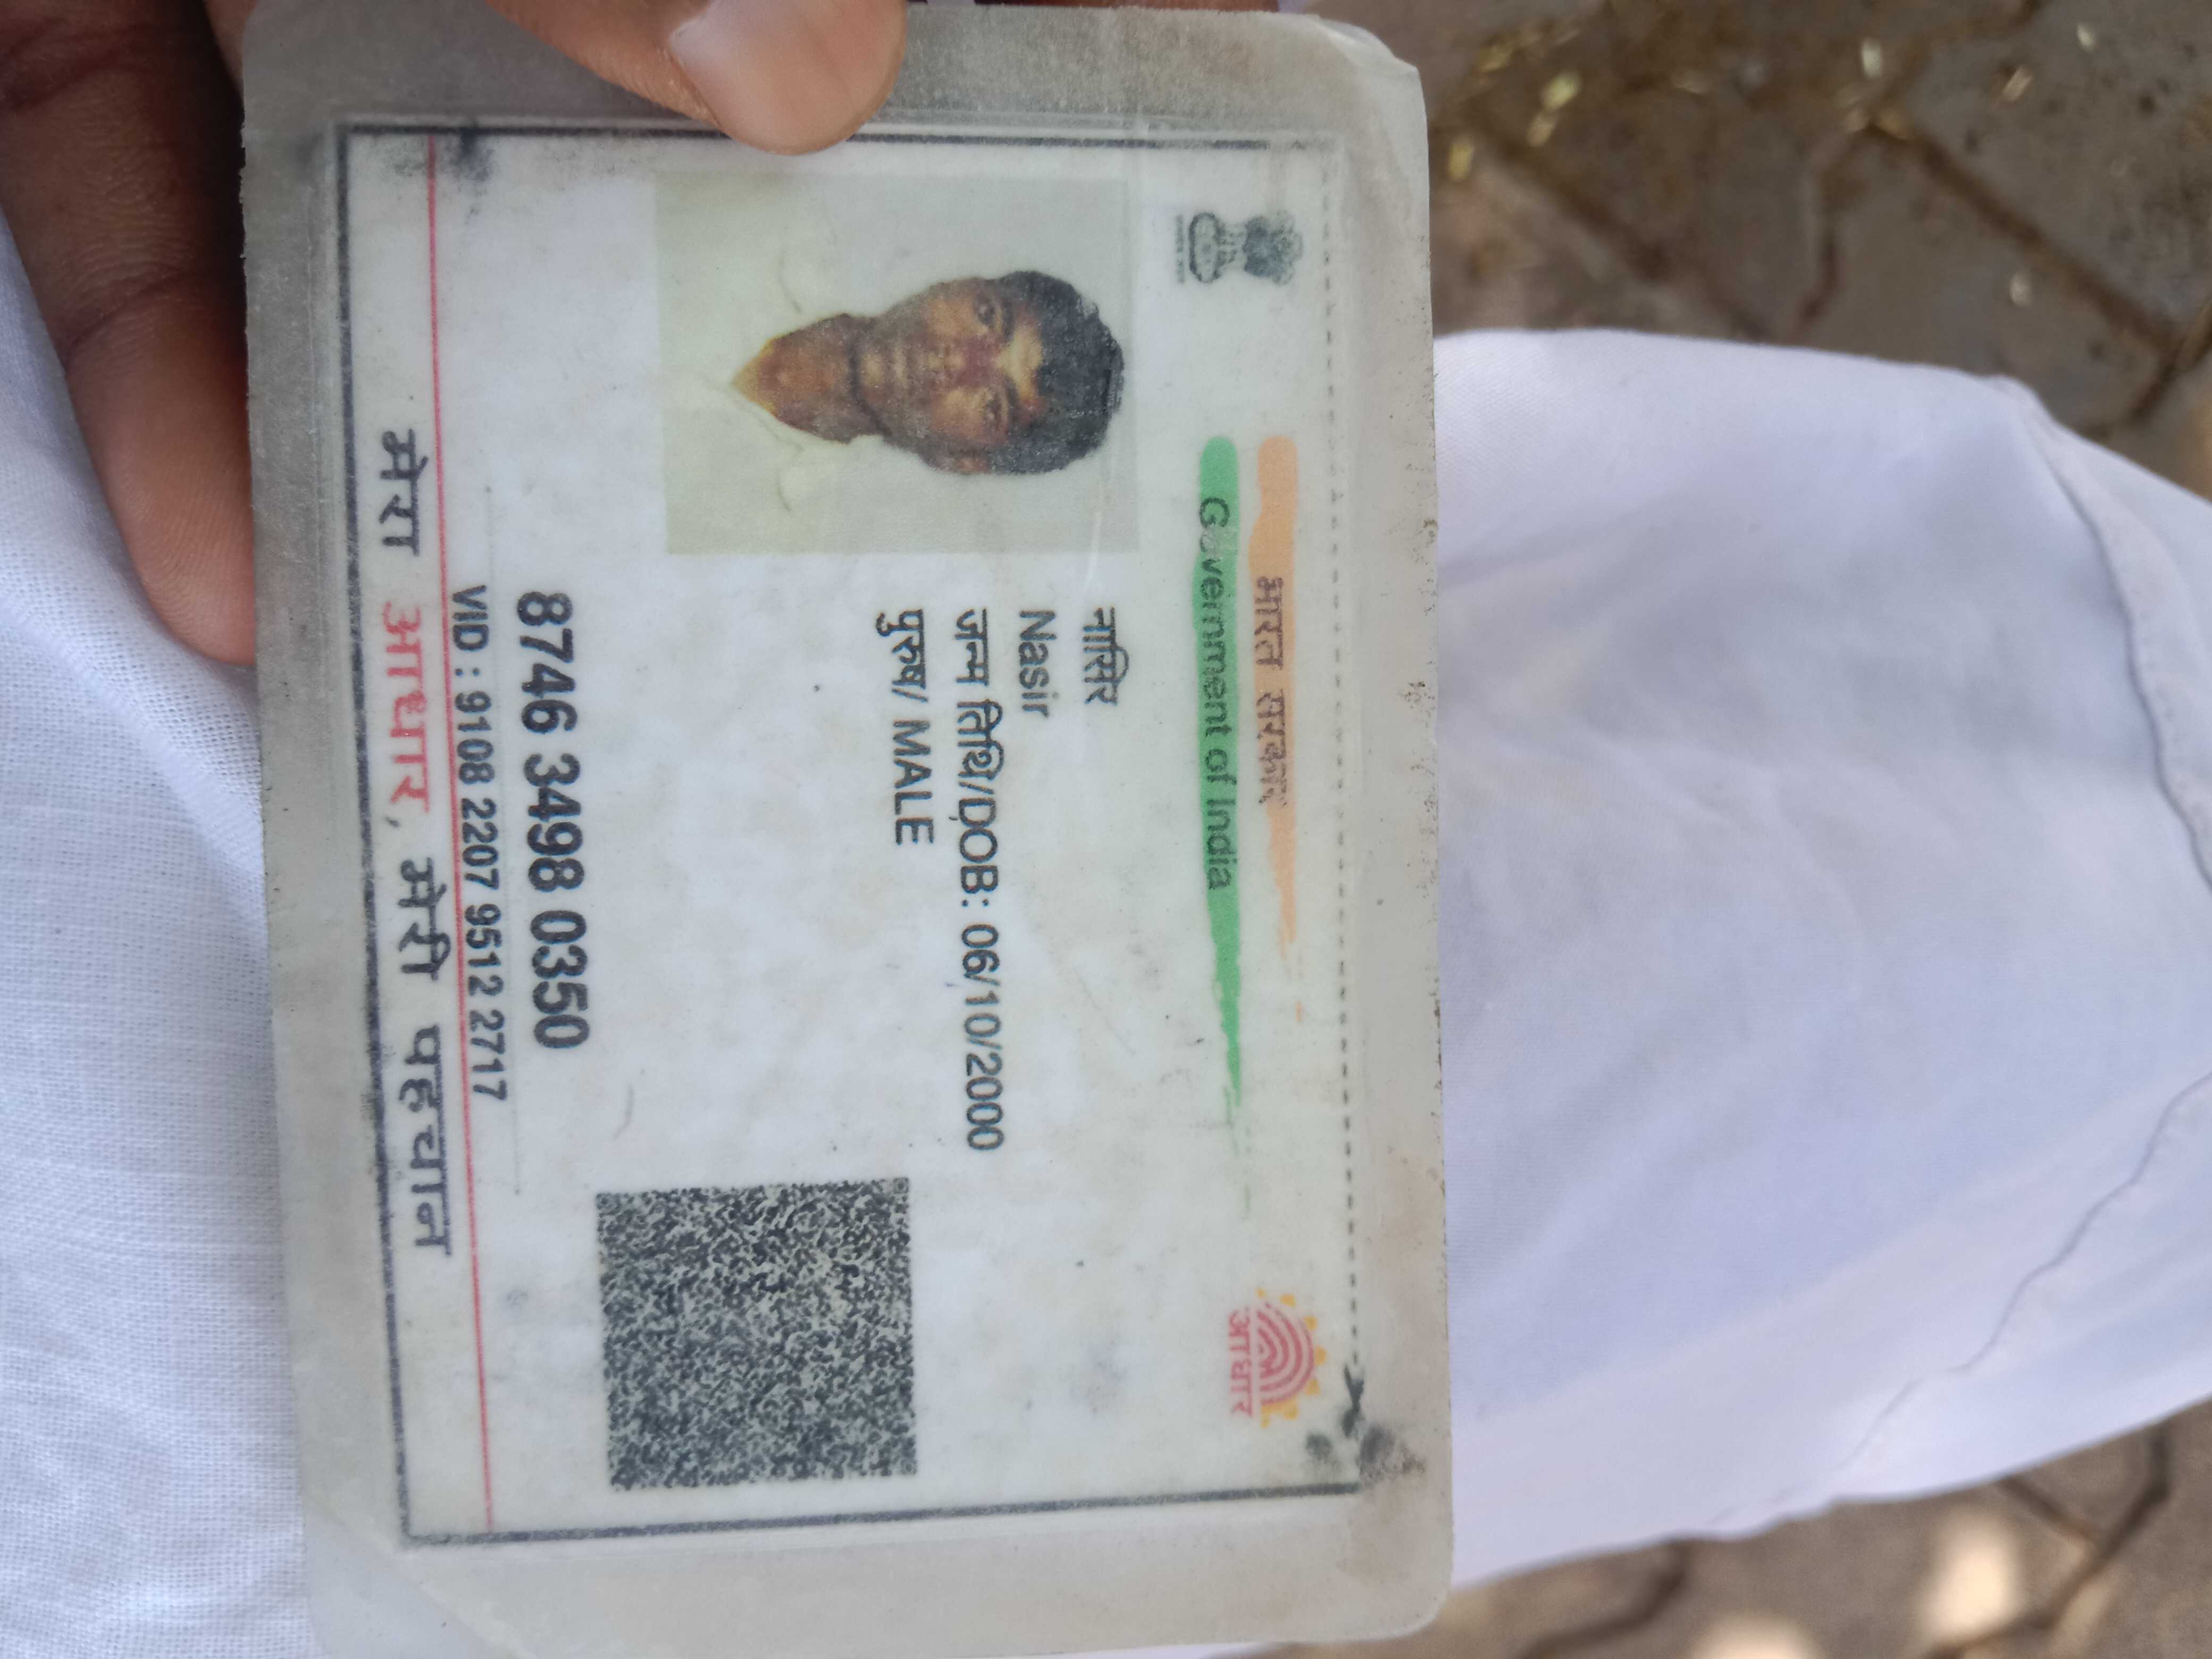 भारत सरकार
Government of India
आधार
नासिर
Nasir
जन्म तिथि/DOB: 06/10/2000
पुरुष/ MALE
8746 3498 0350
VID : 9108 2207 9512 2717
मेरा आधार, मेरी पहचान